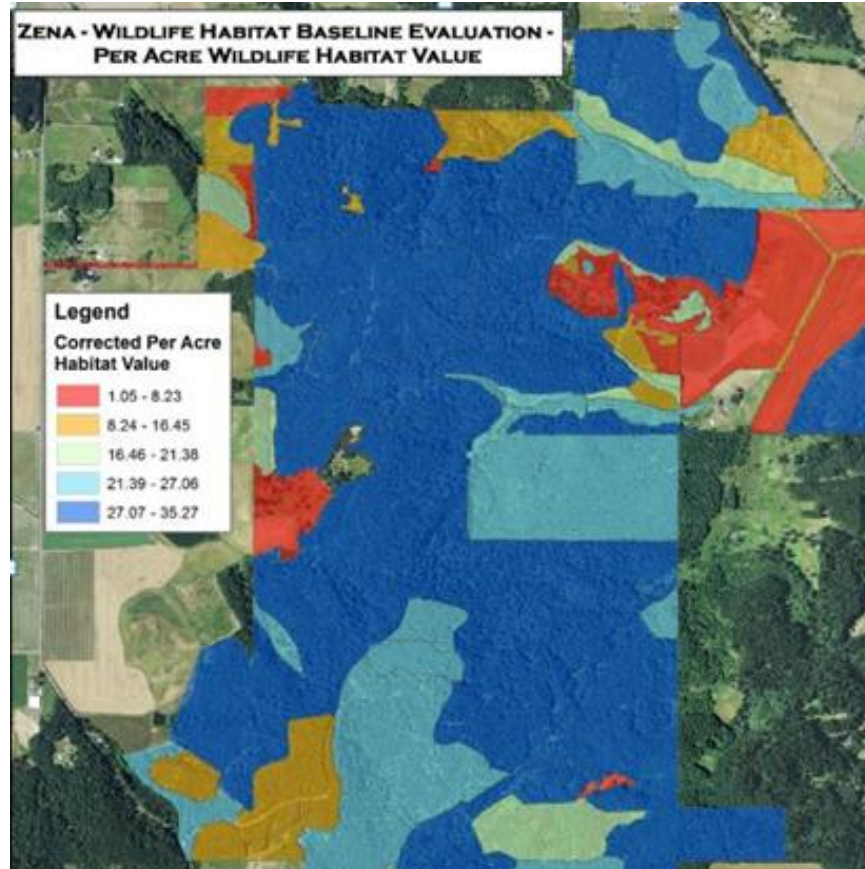 ZENA - WILDLIFE HABITAT BASELINE EVALUATION -
PER ACRE WILDLIFE HABITAT VALUE
Legend
Corrected Per Acre
Habitat Value
1.05 - 8.23
8.24 - 16.45
16.46 - 21.38
21.39 - 27.06
27.07 - 35.27